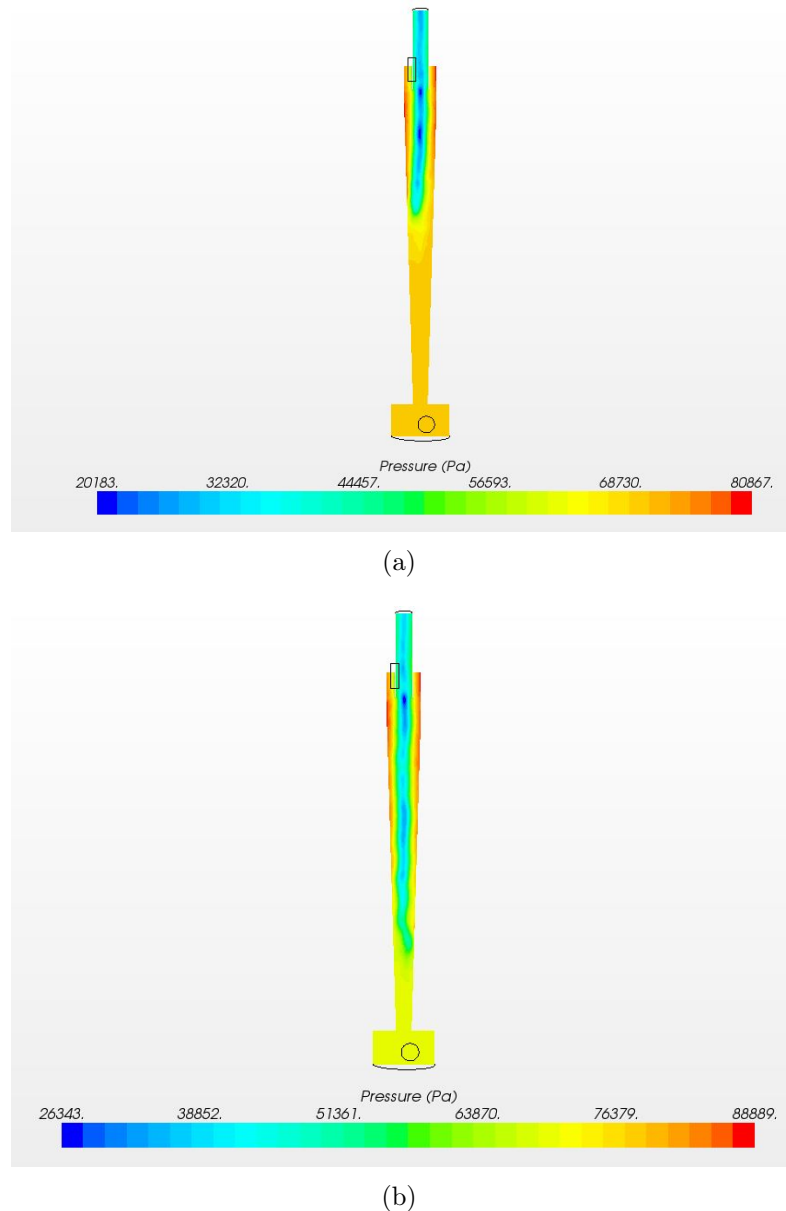 Pressure (Pa)
20183. 32320. 44457. 56593. 68730. 80867.
(a)
Pressure (Pa)
26343. 38852. 51361. 63870. 76379. 88889.
(b)